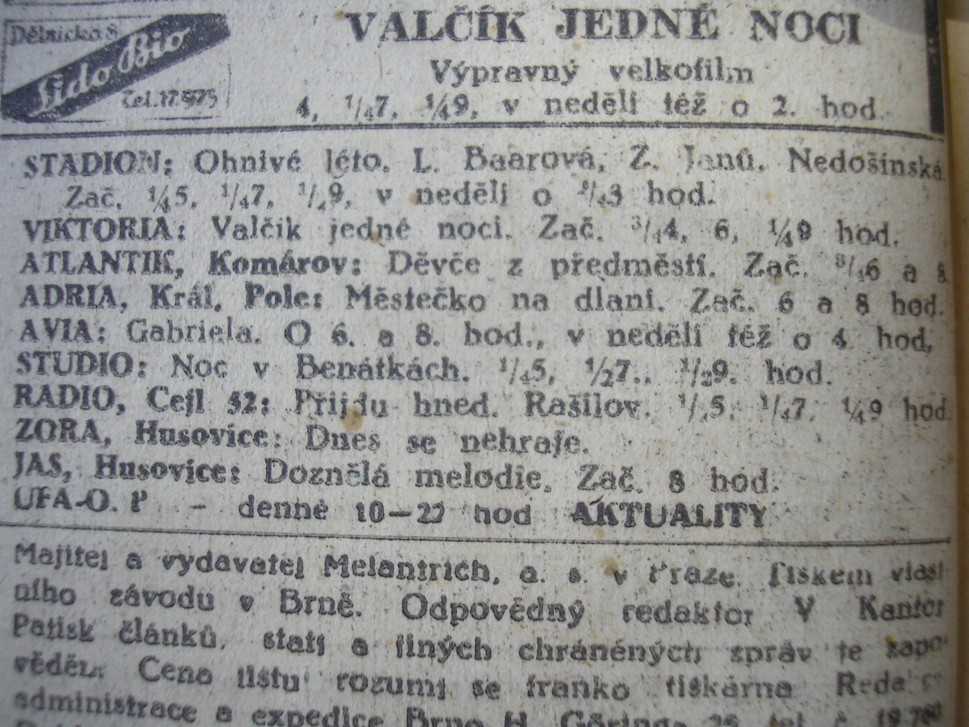 Dělnická 8
Lido Bio
Tel. 17.975
VALČÍK JEDNÉ NOCI
Výpravný velkofilm
4, 1/47, 1/49, v neděli též o 2. hod.
STADION: Ohnivé léto. L. Baarová, Z. Janů, Nedošinská
Zač. 1/45, 1/47, 1/49, v neděli o 3/43 hod.
VIKTORIA: Valčík jedné noci. Zač. 3/44, 6, 1/49 hod.
ATLANTIK, Komárov: Děvče z předměstí. Zač. 3/46 a 8
ADRIA, Král. Pole: Městečko na dlani. Zač. 6 a 8 hod.
AVIA: Gabriela. O 6. a 8. hod., v neděli též o 4 hod.
STUDIO: Noc v Benátkách. 1/45, 1/27., 1/29. hod.
RADIO, Cejl 52: Přijdu hned. Rašilov. 1/45, 1/47, 1/49 hod.
ZORA, Husovice: Dnes se nehraje.
JAS, Husovice: Doznělá melodie. Zač. 8 hod.
UFA-O. P - denně 10—22 hod AKTUALITY
Majitel a vydavatel Melantrich, a. s. v Praze. Tiskem vlast-
ního závodu v Brně. Odpovědný redaktor V Kantor
Patisk článků, statí a jiných chráněných zpráv je zapo-
vězen. Cena listu rozumí se franko tiskárna Redakce
administrace a expedice Brno H. Göringa